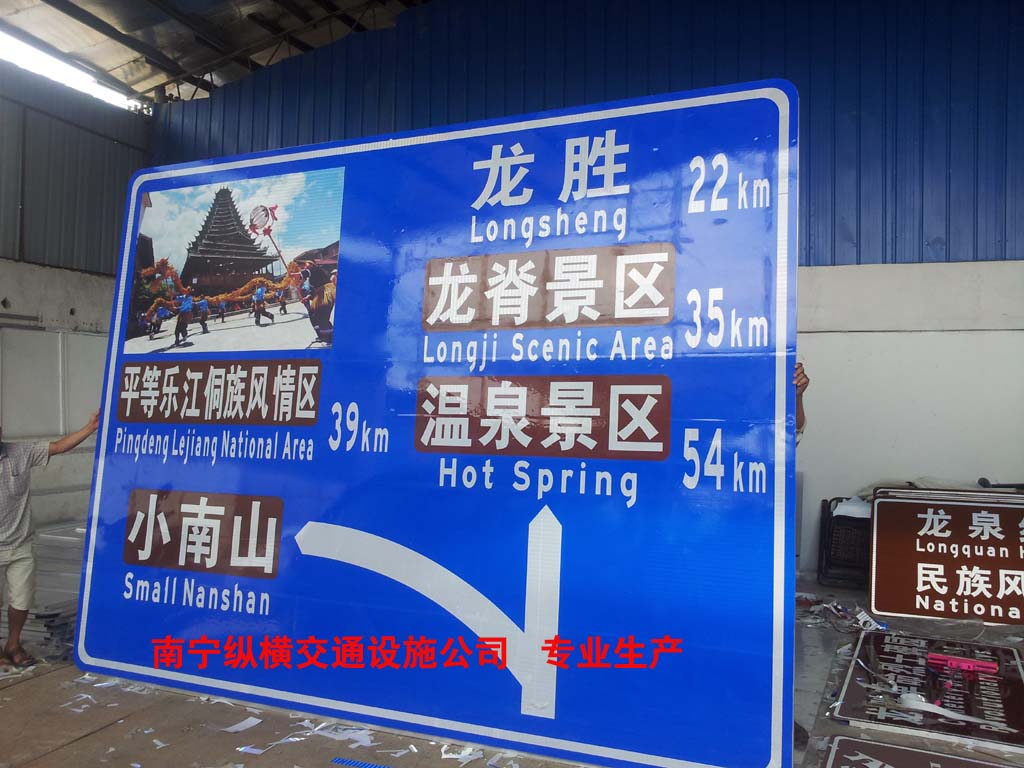 龙胜 22km
Longsheng
龙脊景区 35km
Longji Scenic Area
温泉景区 54km
Hot Spring
平等乐江侗族风情区 39km
Pingdeng Lejiang National Area
小南山
Small Nanshan
南宁纵横交通设施公司 专业生产
龙泉
Longquan
民族风
Nationa